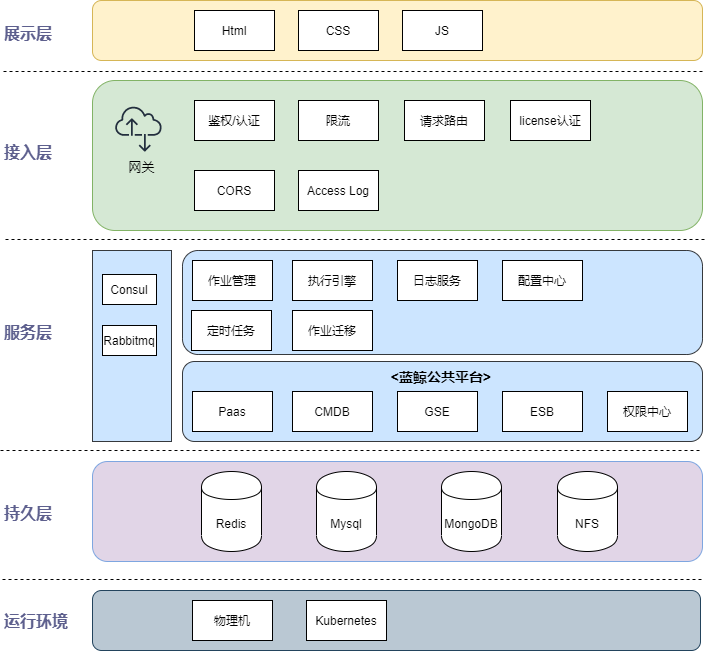 展示层
Html
CSS
JS
接入层
网关
鉴权/认证
限流
请求路由
license认证
CORS
Access Log
服务层
Consul
Rabbitmq
作业管理
执行引擎
日志服务
配置中心
定时任务
作业迁移
<蓝鲸公共平台>
Paas
CMDB
GSE
ESB
权限中心
持久层
Redis
Mysql
MongoDB
NFS
运行环境
物理机
Kubernetes